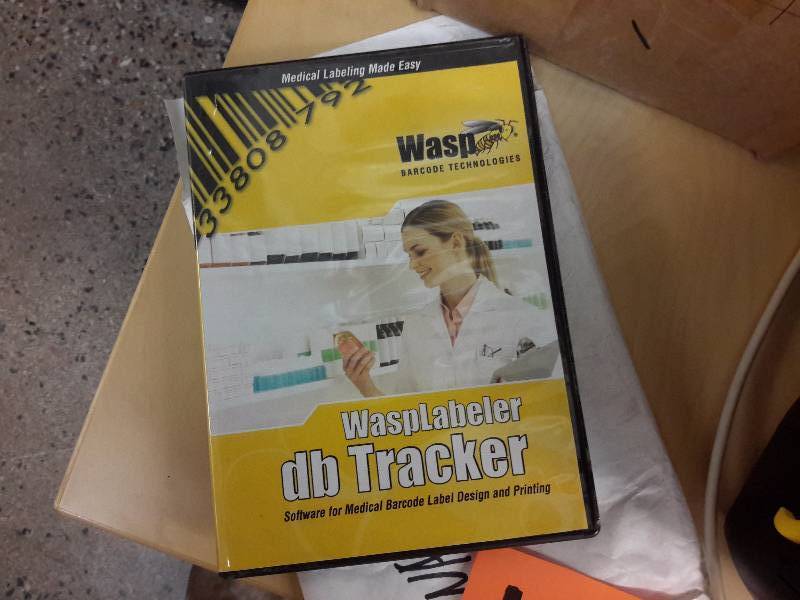 Medical Labeling Made Easy
33808 792
Wasp
BARCODE TECHNOLOGIES
WaspLabeler
db Tracker
Software for Medical Barcode Label Design and Printing